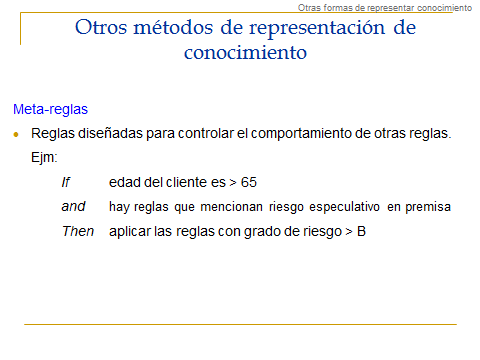 Otras formas de representar conocimiento
Otros métodos de representación de
conocimiento
Meta-reglas
Reglas diseñadas para controlar el comportamiento de otras reglas.
Ejm:
If edad del cliente es > 65
and hay reglas que mencionan riesgo especulativo en premisa
Then aplicar las reglas con grado de riesgo > B